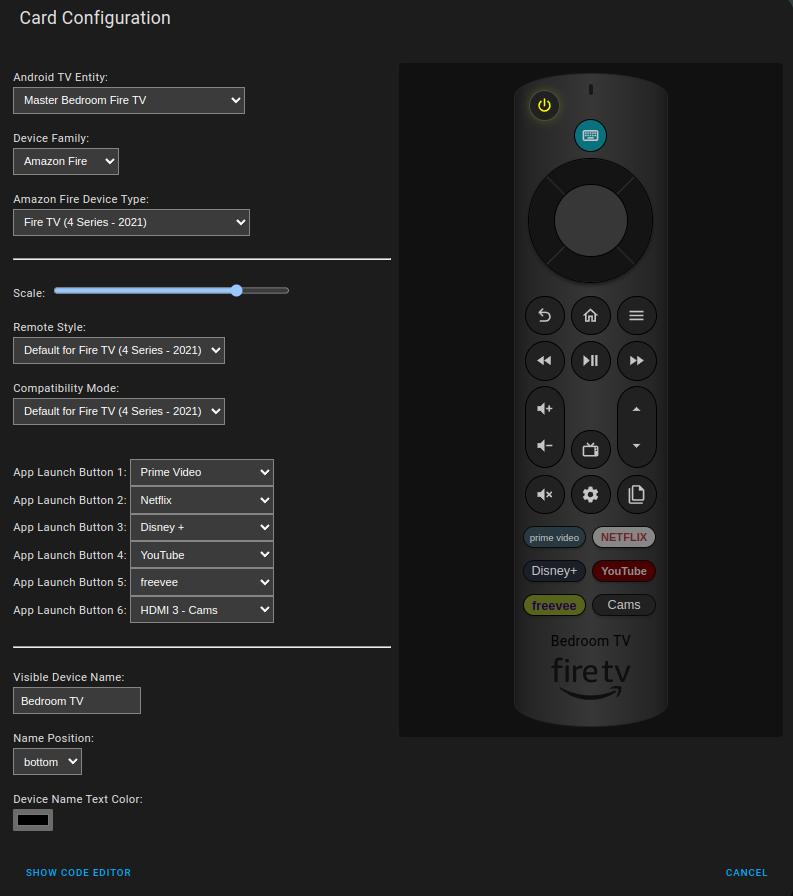 Card Configuration
Android TV Entity:
Master Bedroom Fire TV
Device Family:
Amazon Fire
Amazon Fire Device Type:
Fire TV (4 Series - 2021)
Scale:
Remote Style:
Default for Fire TV (4 Series - 2021)
Compatibility Mode:
Default for Fire TV (4 Series - 2021)
App Launch Button 1: Prime Video
App Launch Button 2: Netflix
App Launch Button 3: Disney +
App Launch Button 4: YouTube
App Launch Button 5: freevee
App Launch Button 6: HDMI 3 - Cams
Visible Device Name:
Bedroom TV
Name Position:
bottom
Device Name Text Color:
prime video NETFLIX
Disney+ YouTube
freevee Cams
Bedroom TV
fire tv
SHOW CODE EDITOR
CANCEL